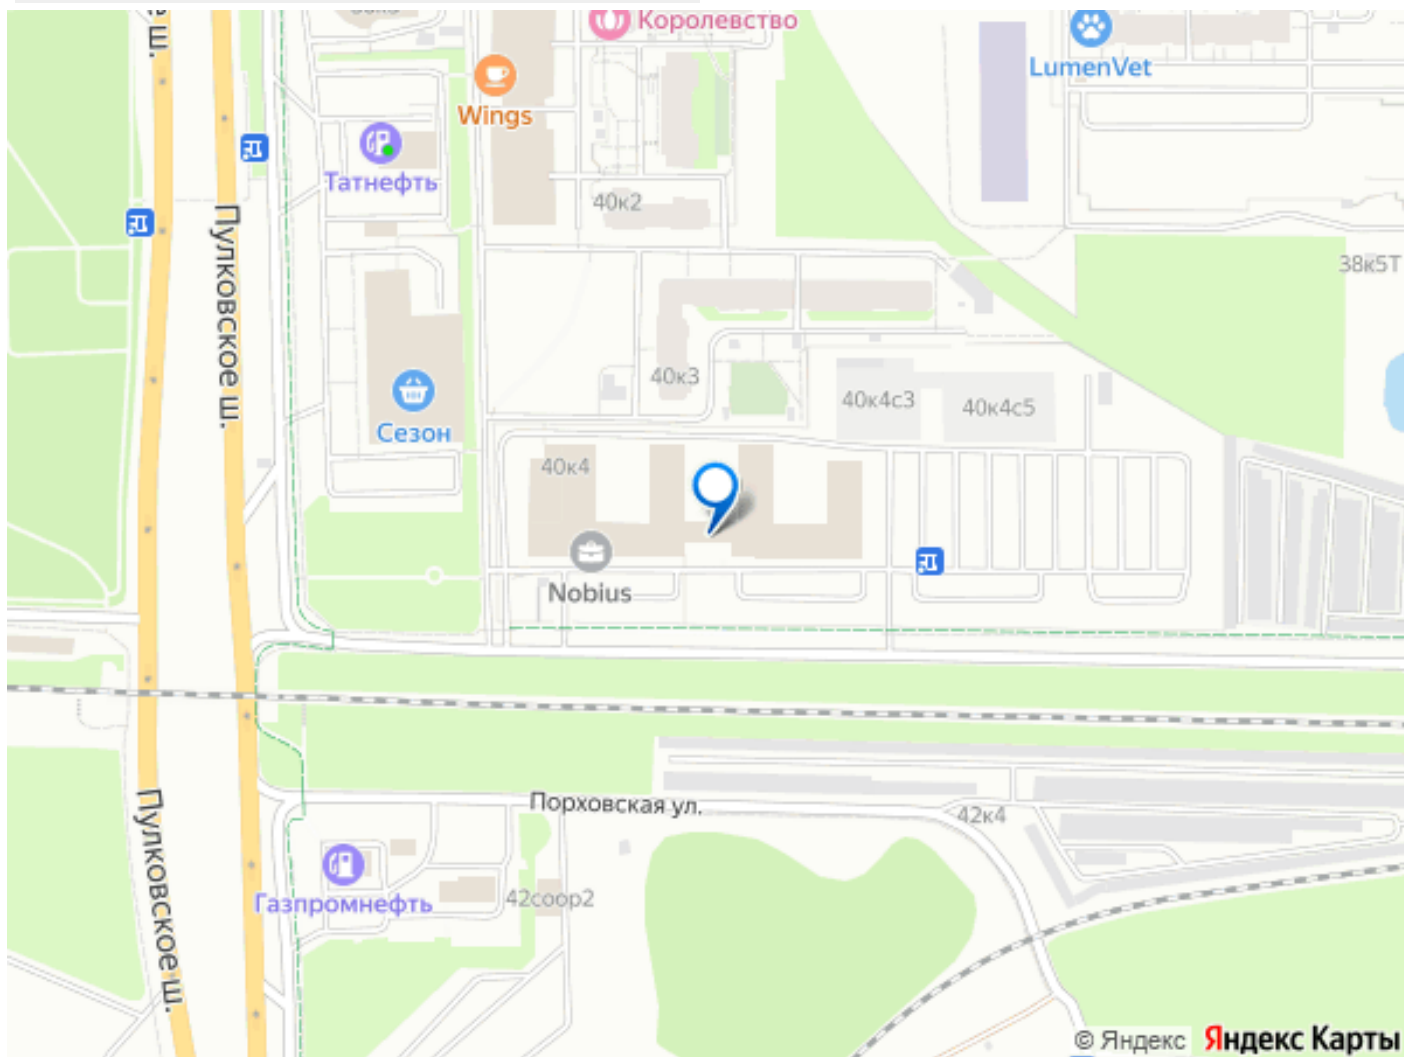 Королевство
LumenVet
Wings
Татнефть
40к2
Пулковское ш.
38к5Т
40к3
40к4с3
40к4с5
Сезон
40к4
Nobius
Порховская ул.
42к4
Пулковское ш.
Газпромнефть
42соор2
© Яндекс Яндекс Карты